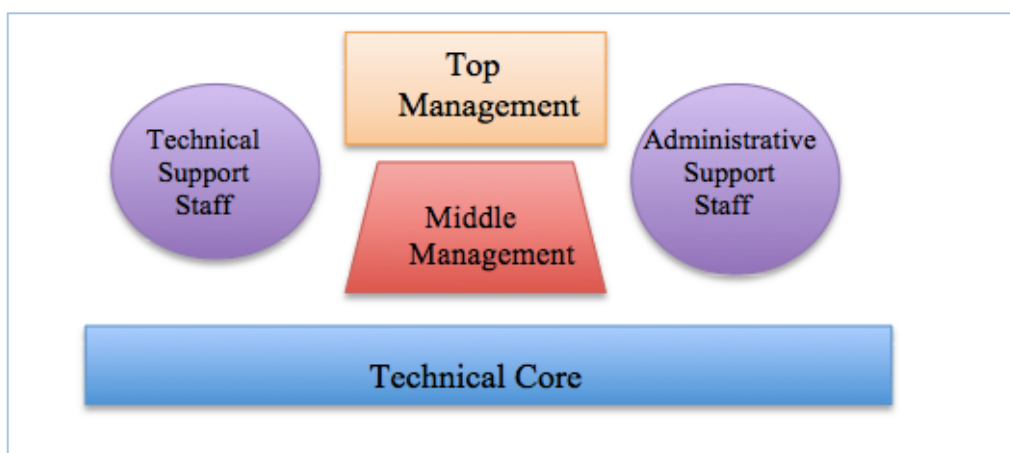 Top
Management
Technical
Support
Staff
Administrative
Support
Staff
Middle
Management
Technical Core